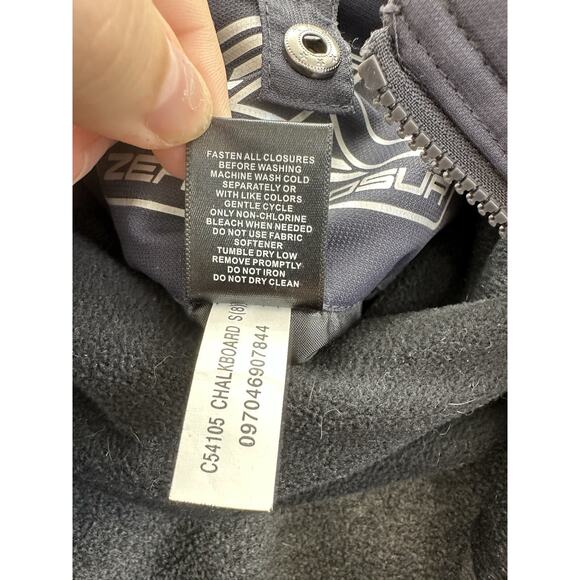 FASTEN ALL CLOSURES
BEFORE WASHING
MACHINE WASH COLD
SEPARATELY OR
WITH LIKE COLORS
GENTLE CYCLE
ONLY NON-CHLORINE
BLEACH WHEN NEEDED
DO NOT USE FABRIC
SOFTENER
TUMBLE DRY LOW
REMOVE PROMPTLY
DO NOT IRON
DO NOT DRY CLEAN
C54105 CHALKBOARD S(8)
097046907844